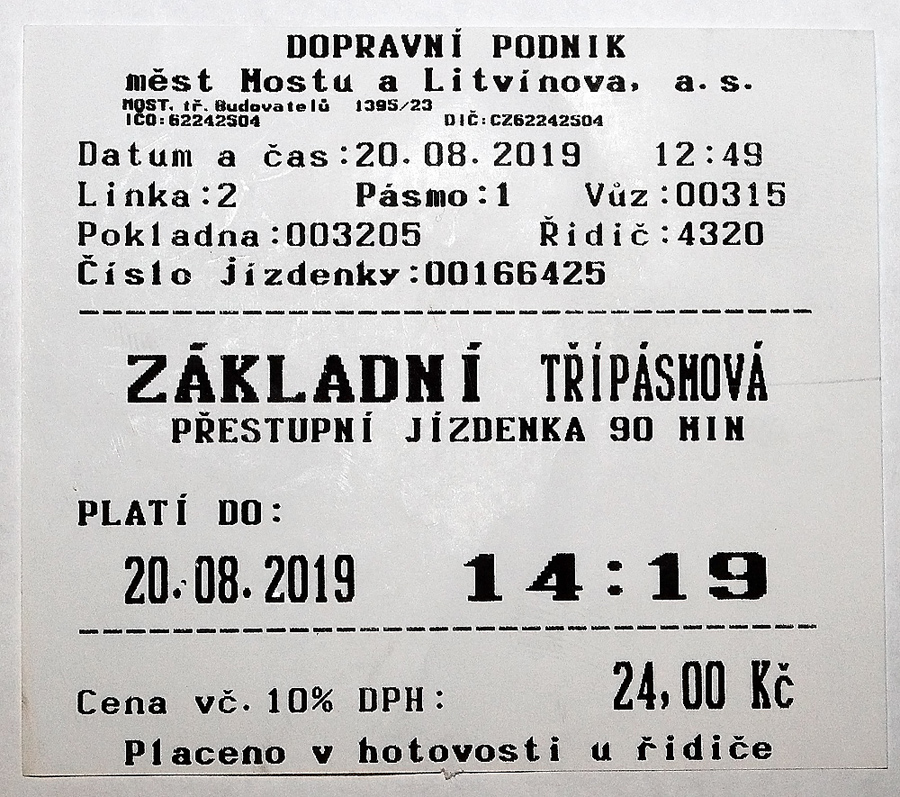 DOPRAVNÍ PODNIK
měst Mostu a Litvínova, a.s.
MOST, tř. Budovatelů 1395/23
IČO:62242504 DIČ:CZ62242504
Datum a čas:20.08.2019 12:49
Linka:2 Pásmo:1 Vůz:00315
Pokladna:003205 Řidič:4320
Číslo jízdenky:00166425
ZÁKLADNÍ TŘÍPÁSMOVÁ
PŘESTUPNÍ JÍZDENKA 90 MIN
PLATÍ DO:
20.08.2019 14:19
Cena vč. 10% DPH: 24,00 Kč
Placeno v hotovosti u řidiče